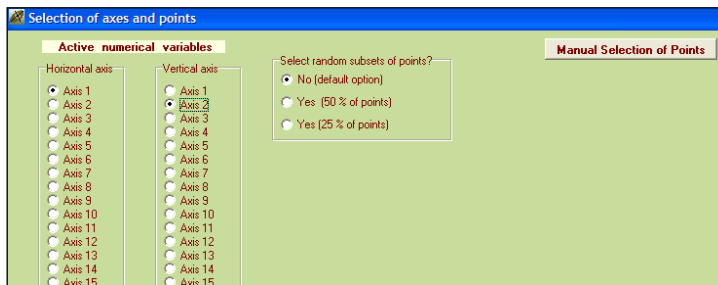 Selection of axes and points
Active numerical variables
Manual Selection of Points
Horizontal axis
Axis 1
Axis 2
Axis 3
Axis 4
Axis 5
Axis 6
Axis 7
Axis 8
Axis 9
Axis 10
Axis 11
Axis 12
Axis 13
Axis 14
Axis 15
Vertical axis
Axis 1
Axis 2
Axis 3
Axis 4
Axis 5
Axis 6
Axis 7
Axis 8
Axis 9
Axis 10
Axis 11
Axis 12
Axis 13
Axis 14
Axis 15
Select random subsets of points?
No (default option)
Yes (50 % of points)
Yes (25 % of points)